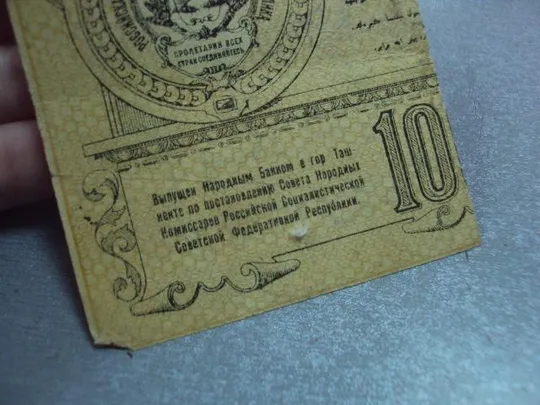 РОССИЙСКАЯ
ПРОЛЕТАРИИ ВСЕХ
СТРАН СОЕДИНЯЙТЕСЬ
10
Выпущен Народным Банком в гор Таш-
кенте по постановлению Совета Народных
Комиссаров Российской Социалистической
Советской Федеративной Республики.